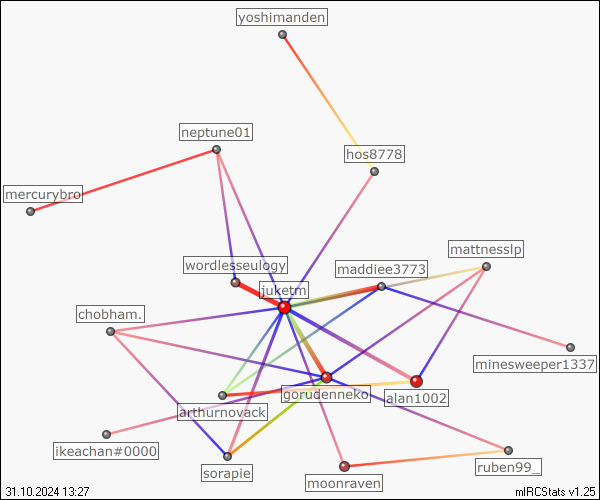 yoshimanden
neptune01
hos8778
mercurybro
mattnesslp
wordlesseulogy
maddiee3773
juketm
chobham.
minesweeper1337
gorudenneko
alan1002
arthurnovack
ikeachan#0000
sorapie
ruben99_
moonraven
31.10.2024 13:27
mIRCStats v1.25